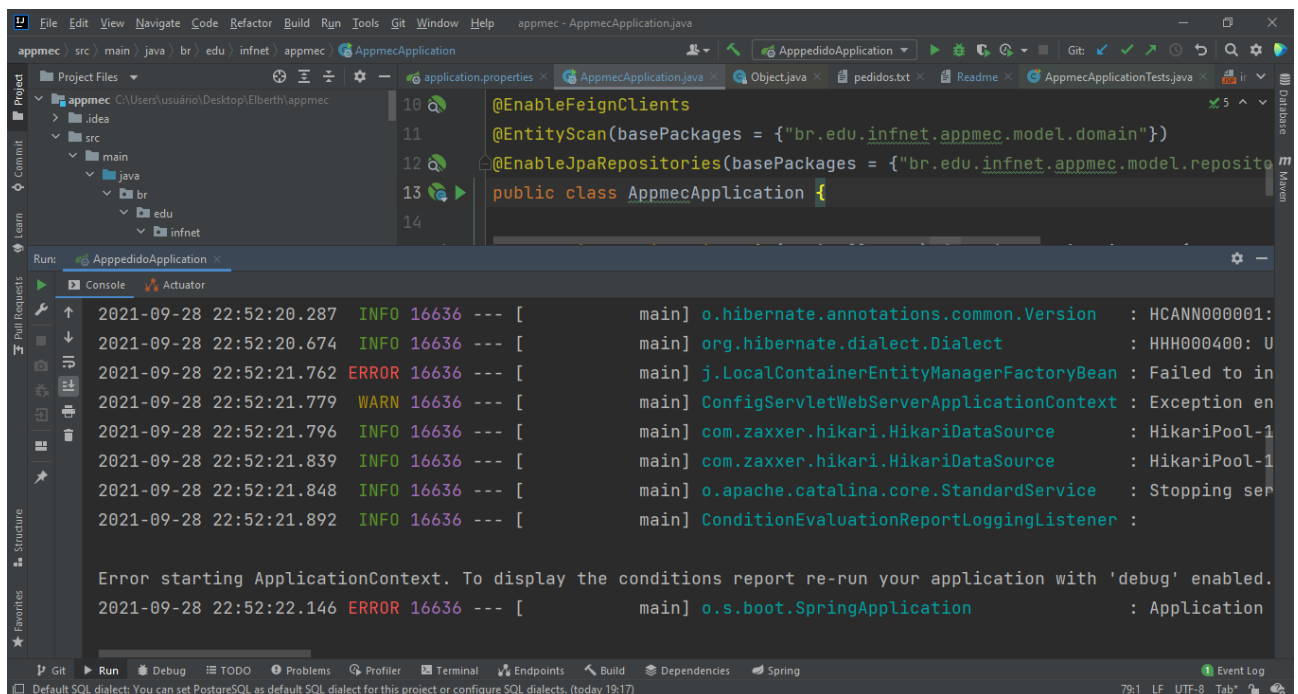 File Edit View Navigate Code Refactor Build Run Tools Git Window Help appmec - AppmecApplication.java
appmec src main java br edu infnet appmec AppmecApplication ApppedidoApplication Git:
Project Files application.properties AppmecApplication.java Object.java pedidos.txt Readme AppmecApplicationTests.java
appmec C:\Users\usuário\Desktop\Elberth\appmec
.idea
src
main
java
br
edu
infnet
10 @EnableFeignClients
11 @EntityScan(basePackages = {"br.edu.infnet.appmec.model.domain"})
12 @EnableJpaRepositories(basePackages = {"br.edu.infnet.appmec.model.reposito
13 public class AppmecApplication {
14
5
Project
Commit
Learn
Pull Requests
Structure
Favorites
Database
Maven
Run: ApppedidoApplication
Console Actuator
2021-09-28 22:52:20.287 INFO 16636 --- [ main] o.hibernate.annotations.common.Version : HCANN000001:
2021-09-28 22:52:20.674 INFO 16636 --- [ main] org.hibernate.dialect.Dialect : HHH000400: U
2021-09-28 22:52:21.762 ERROR 16636 --- [ main] j.LocalContainerEntityManagerFactoryBean : Failed to in
2021-09-28 22:52:21.779 WARN 16636 --- [ main] ConfigServletWebServerApplicationContext : Exception en
2021-09-28 22:52:21.796 INFO 16636 --- [ main] com.zaxxer.hikari.HikariDataSource : HikariPool-1
2021-09-28 22:52:21.839 INFO 16636 --- [ main] com.zaxxer.hikari.HikariDataSource : HikariPool-1
2021-09-28 22:52:21.848 INFO 16636 --- [ main] o.apache.catalina.core.StandardService : Stopping ser
2021-09-28 22:52:21.892 INFO 16636 --- [ main] ConditionEvaluationReportLoggingListener :
Error starting ApplicationContext. To display the conditions report re-run your application with 'debug' enabled.
2021-09-28 22:52:22.146 ERROR 16636 --- [ main] o.s.boot.SpringApplication : Application
Git Run Debug TODO Problems Profiler Terminal Endpoints Build Dependencies Spring 1 Event Log
Default SQL dialect: You can set PostgreSQL as default SQL dialect for this project or configure SQL dialects. (today 19:17) 79:1 LF UTF-8 Tab*